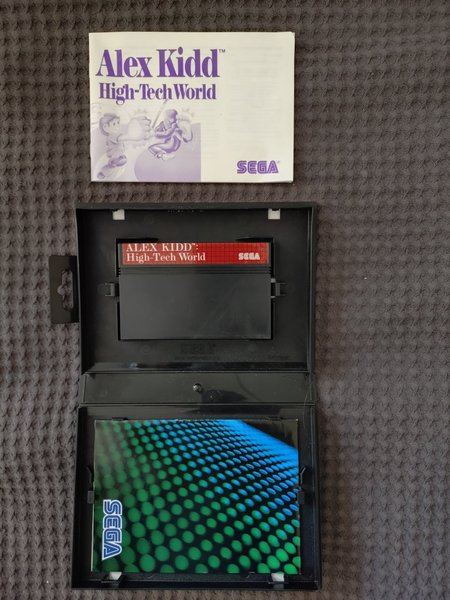 Alex Kidd™
High-Tech World
SEGA®
ALEX KIDD™:
High-Tech World
SEGA
SEGA